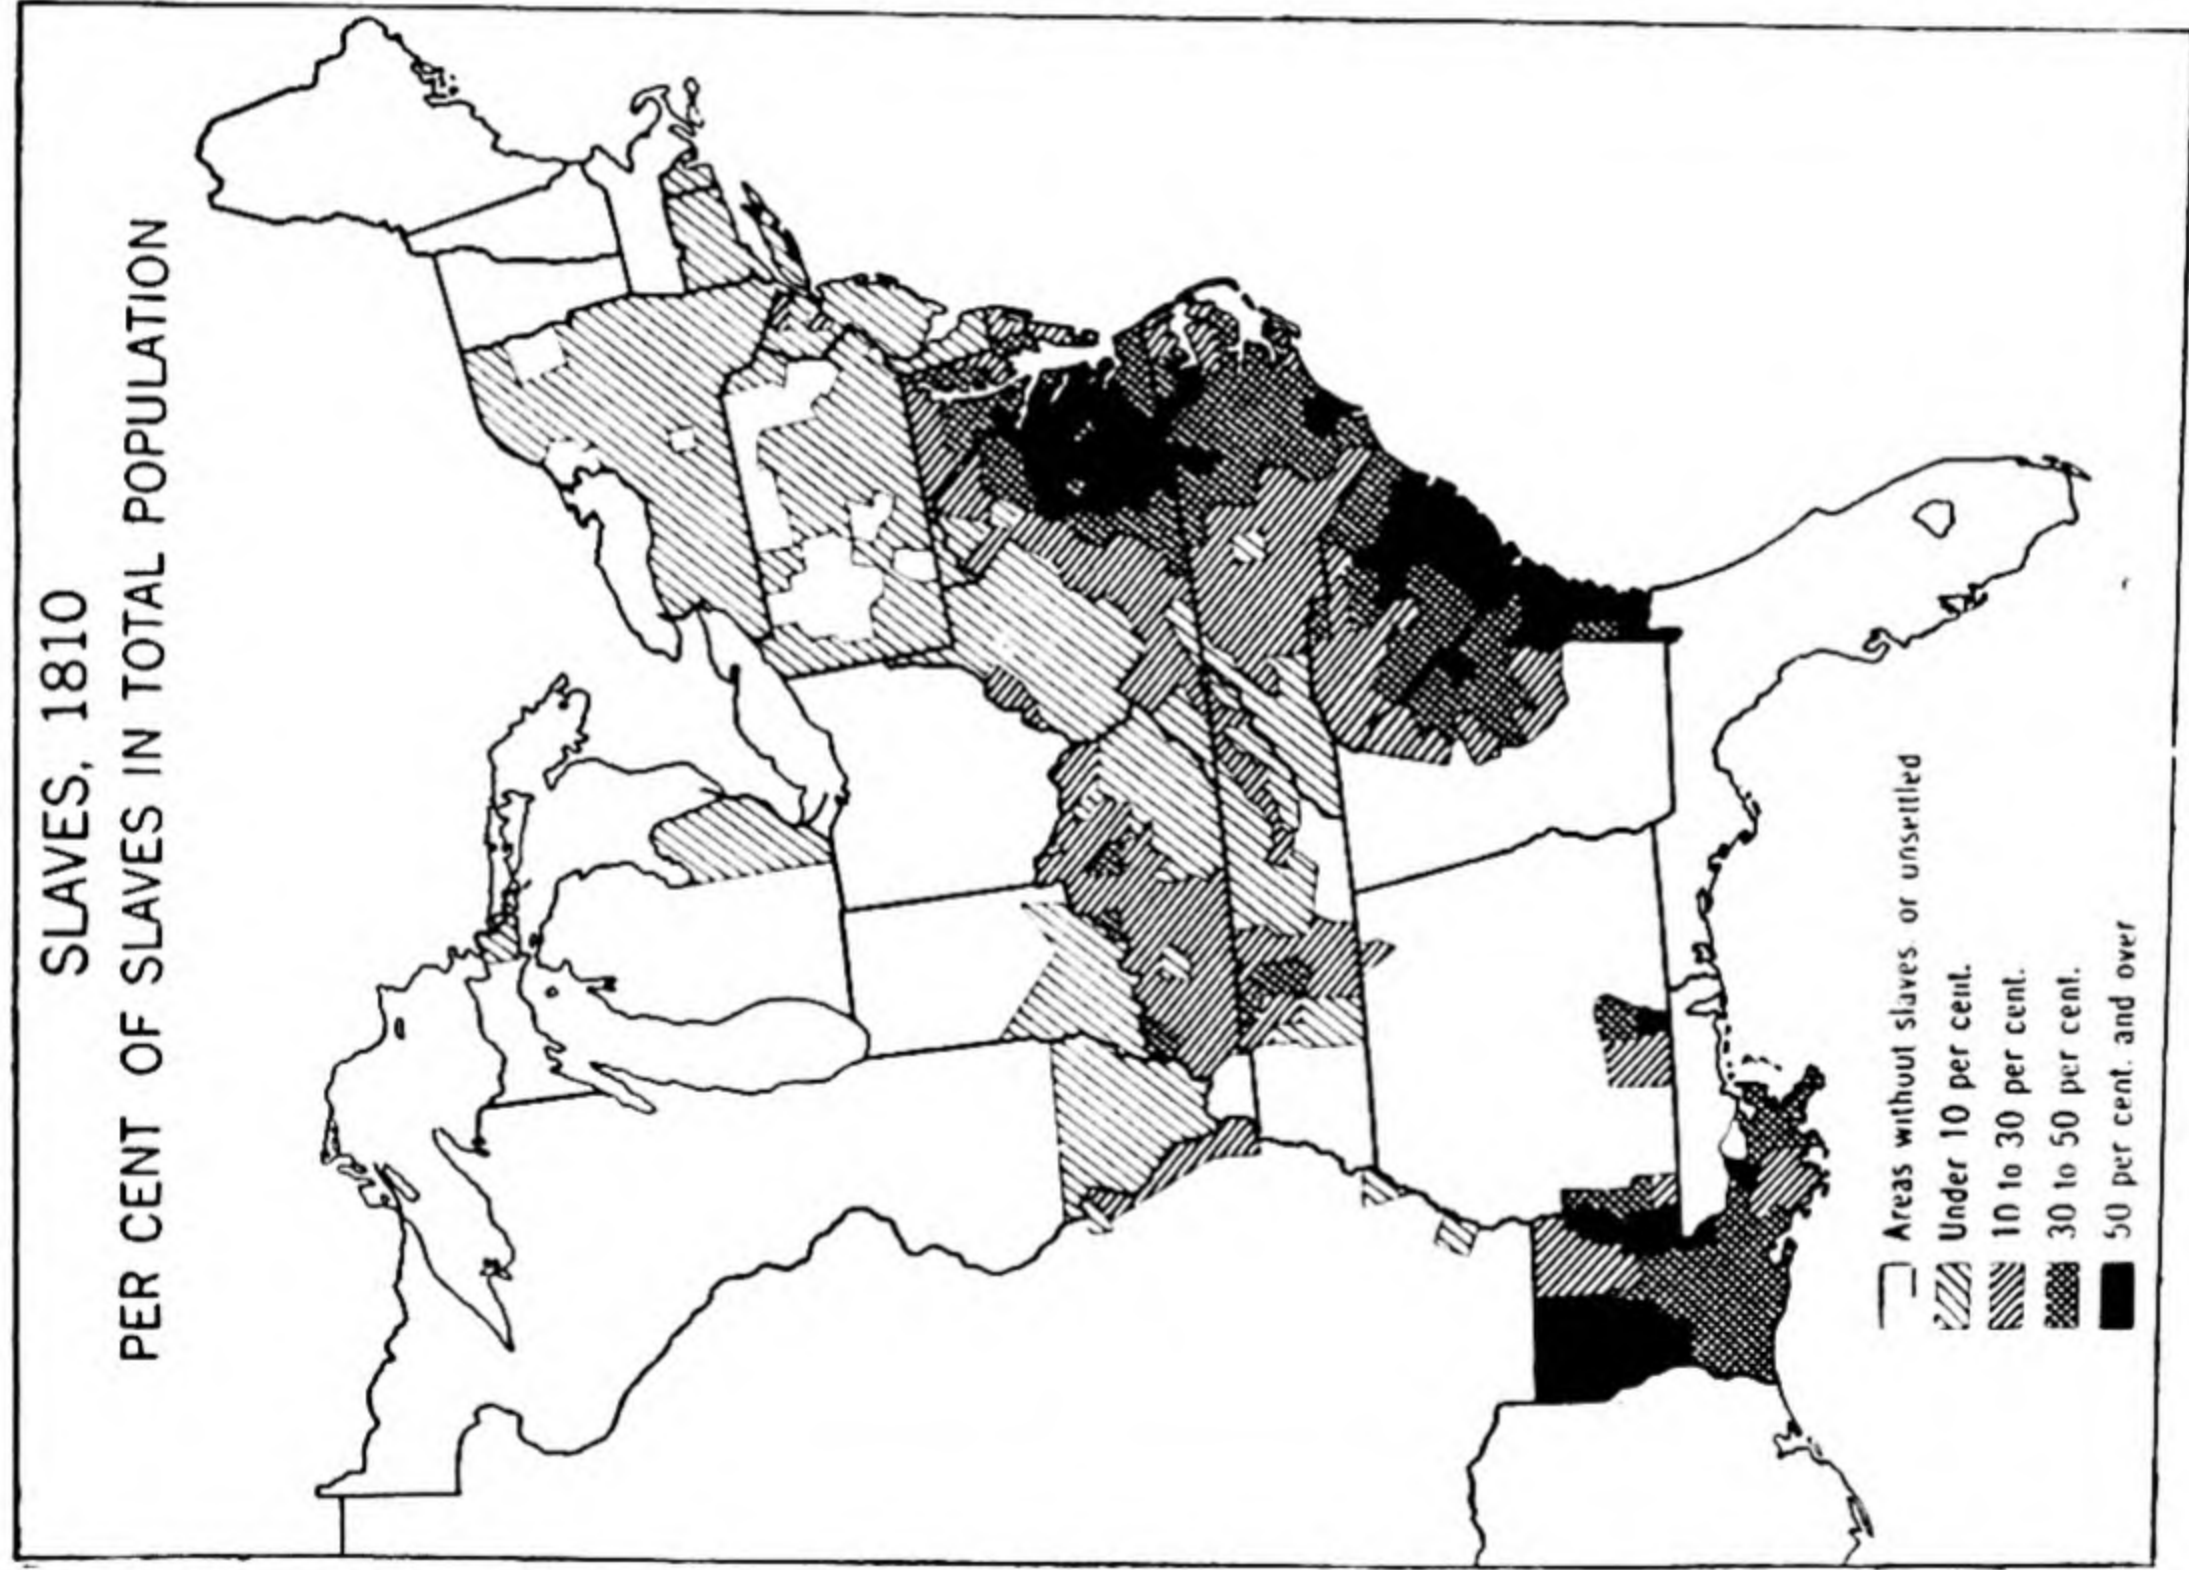 SLAVES, 1810
PER CENT OF SLAVES IN TOTAL POPULATION
Areas without slaves or unsettled
Under 10 per cent.
10 to 30 per cent.
30 to 50 per cent.
50 per cent. and over